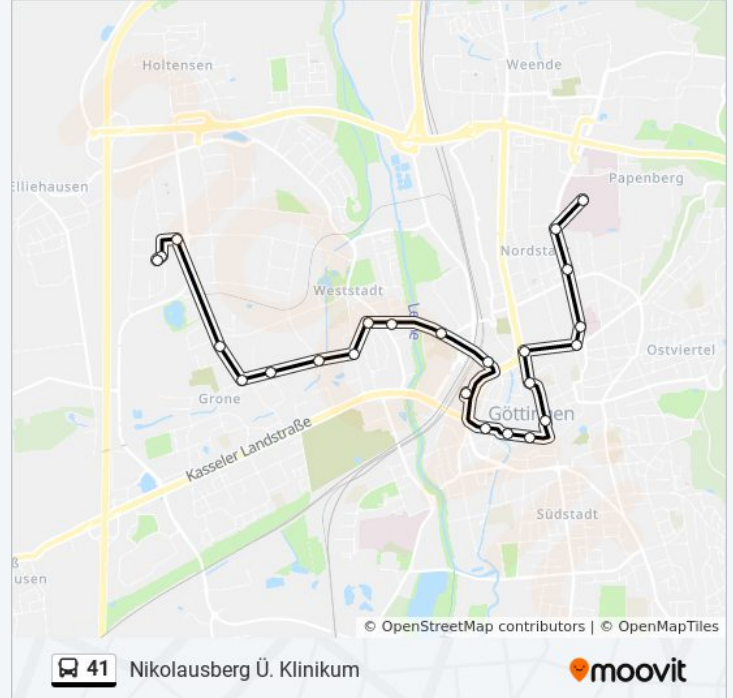 Holtensen
Weende
Elliehausen
Papenberg
Nordsta
Weststadt
Leine
Ostviertel
Grone
Göttingen
Kasseler Landstraße
Südstadt
ß
usen
© OpenStreetMap contributors | © OpenMapTiles
41 Nikolausberg Ü. Klinikum
moovit